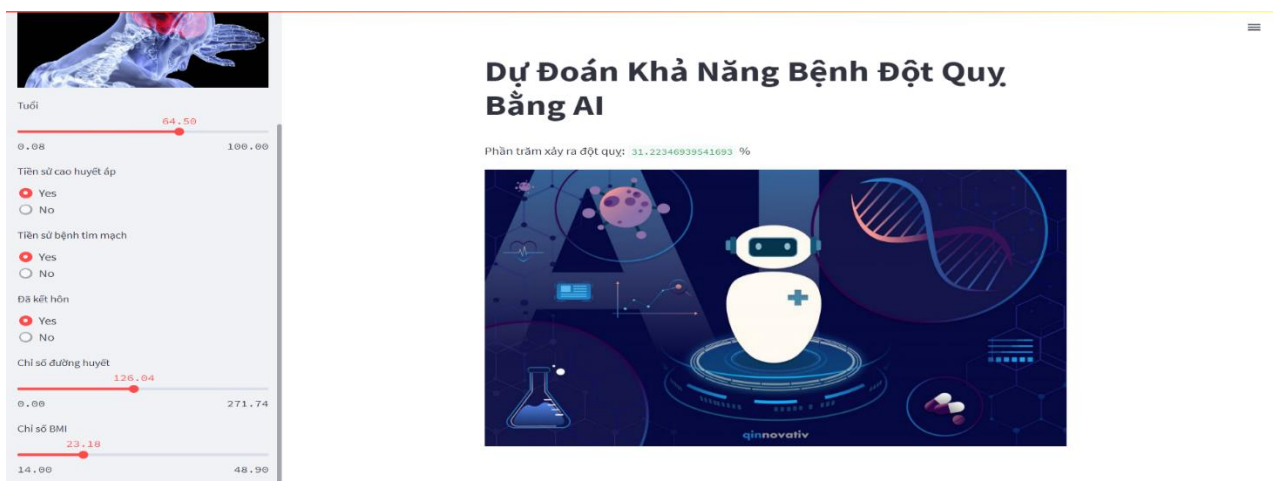 Tuổi
64.50
0.08 100.00
Tiền sử cao huyết áp
Yes
No
Tiền sử bệnh tim mạch
Yes
No
Đã kết hôn
Yes
No
Chỉ số đường huyết
126.04
0.00 271.74
Chỉ số BMI
23.18
14.00 48.90
Dự Đoán Khả Năng Bệnh Đột Quỵ
Bằng AI
Phần trăm xảy ra đột quỵ: 31.22346939541693 %
AI
qinnovativ